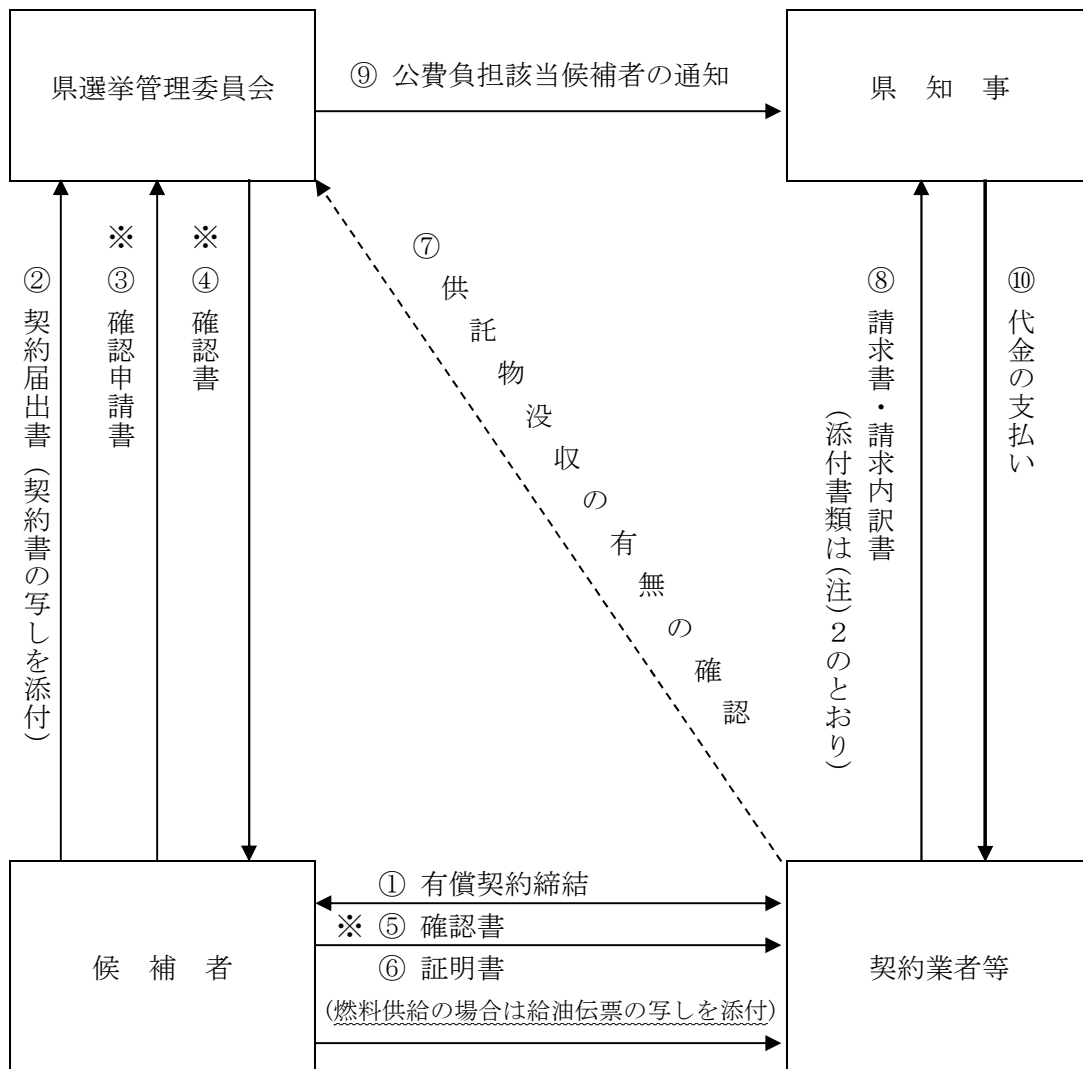 県選挙管理委員会
⑨ 公費負担該当候補者の通知
県 知 事
② 契約届出書（契約書の写しを添付）
※ ③ 確認申請書
※ ④ 確認書
⑦ 供託物没収の有無の確認
⑧ 請求書・請求内訳書
（添付書類は（注）２のとおり）
⑩ 代金の支払い
候 補 者
① 有償契約締結
※ ⑤ 確認書
⑥ 証明書
(燃料供給の場合は給油伝票の写しを添付)
契約業者等